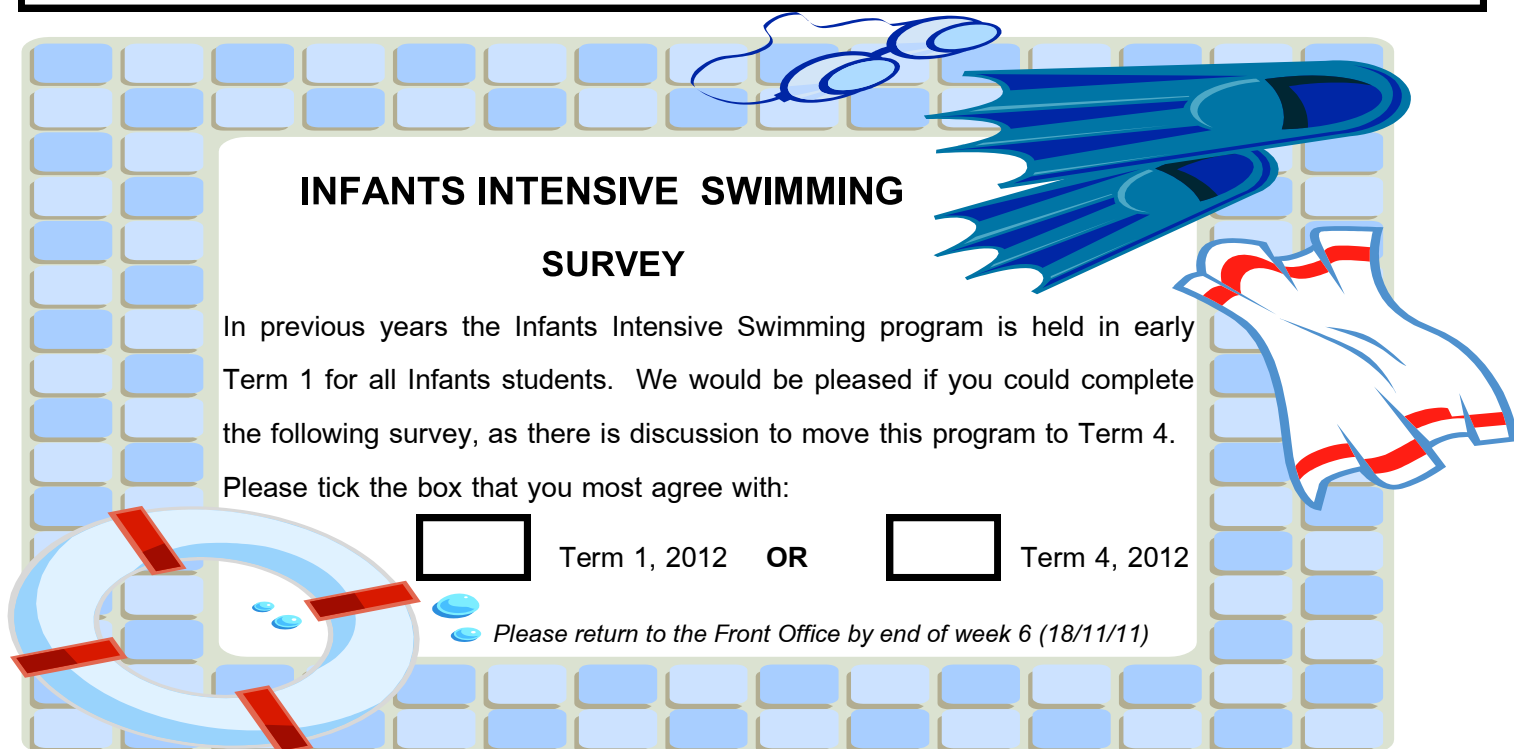 INFANTS INTENSIVE  SWIMMING
SURVEY
In previous years the Infants Intensive Swimming program is held in early
Term 1 for all Infants students.  We would be pleased if you could complete
the following survey, as there is discussion to move this program to Term 4.
Please tick the box that you most agree with:
Term 1, 2012 OR Term 4, 2012
Please return to the Front Office by end of week 6 (18/11/11)